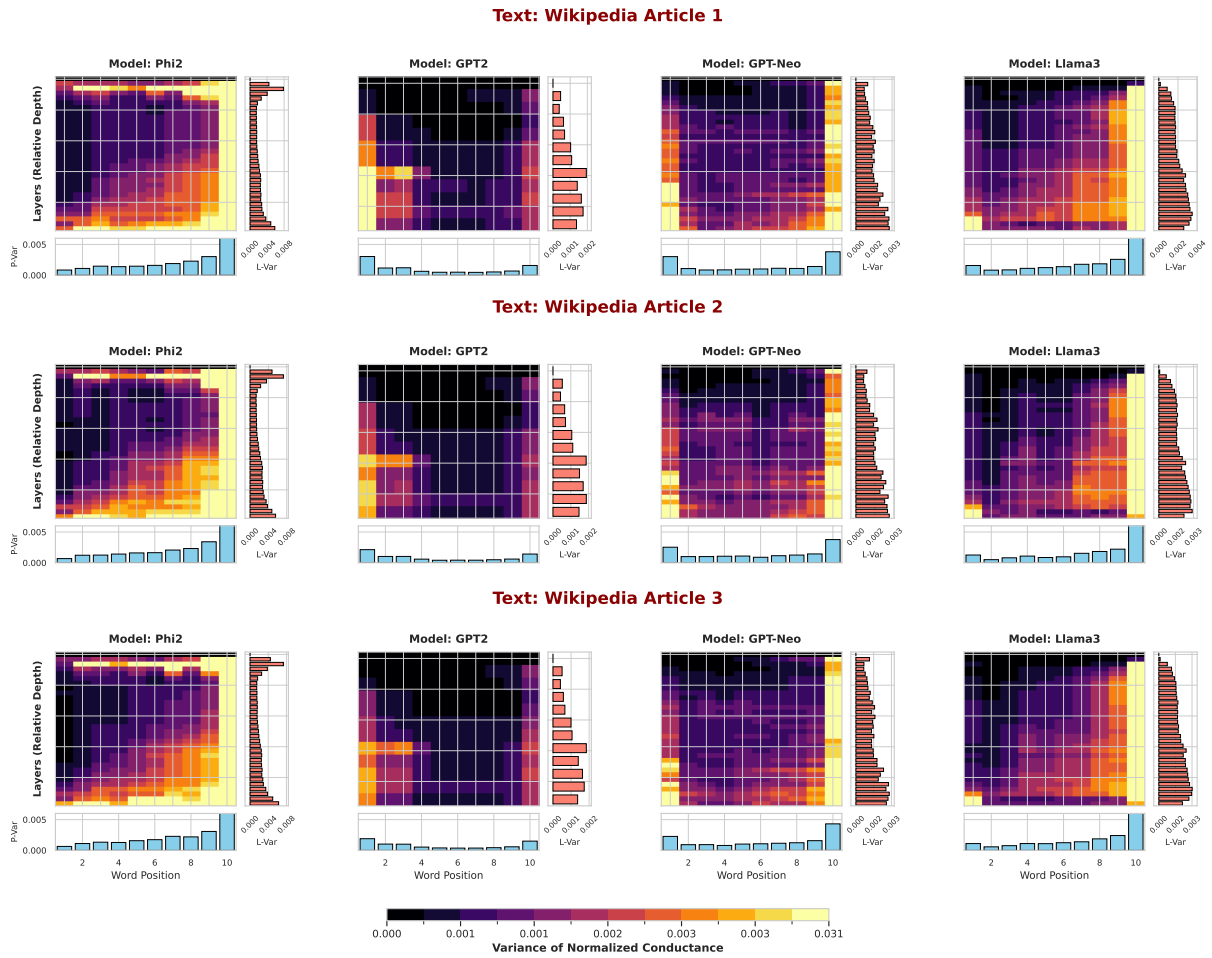 Text: Wikipedia Article 1
Model: Phi2
Model: GPT2
Model: GPT-Neo
Model: Llama3
Layers (Relative Depth)
P-Var
0.005
0.000
0.000 0.004 0.008
L-Var
0.000 0.001 0.002
L-Var
0.000 0.002 0.003
L-Var
0.000 0.002 0.004
L-Var
Text: Wikipedia Article 2
Model: Phi2
Model: GPT2
Model: GPT-Neo
Model: Llama3
Layers (Relative Depth)
P-Var
0.005
0.000
0.000 0.004 0.008
L-Var
0.000 0.001 0.002
L-Var
0.000 0.002 0.003
L-Var
0.000 0.002 0.003
L-Var
Text: Wikipedia Article 3
Model: Phi2
Model: GPT2
Model: GPT-Neo
Model: Llama3
Layers (Relative Depth)
P-Var
0.005
0.000
0.000 0.004 0.008
L-Var
0.000 0.001 0.002
L-Var
0.000 0.002 0.003
L-Var
0.000 0.002 0.003
L-Var
2 4 6 8 10
Word Position
2 4 6 8 10
Word Position
2 4 6 8 10
Word Position
2 4 6 8 10
Word Position
0.000 0.001 0.001 0.002 0.003 0.003 0.031
Variance of Normalized Conductance